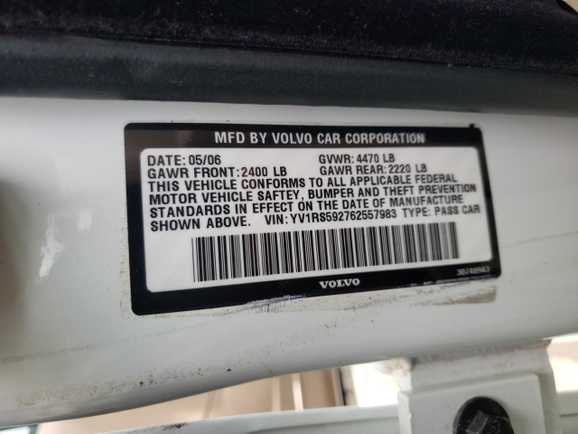 MFD BY VOLVO CAR CORPORATION
DATE: 05/06 GVWR: 4470 LB
GAWR FRONT: 2400 LB GAWR REAR: 2220 LB
THIS VEHICLE CONFORMS TO ALL APPLICABLE FEDERAL
MOTOR VEHICLE SAFTEY, BUMPER AND THEFT PREVENTION
STANDARDS IN EFFECT ON THE DATE OF MANUFACTURE
SHOWN ABOVE. VIN: YV1RS592762557983 TYPE: PASS CAR
VOLVO